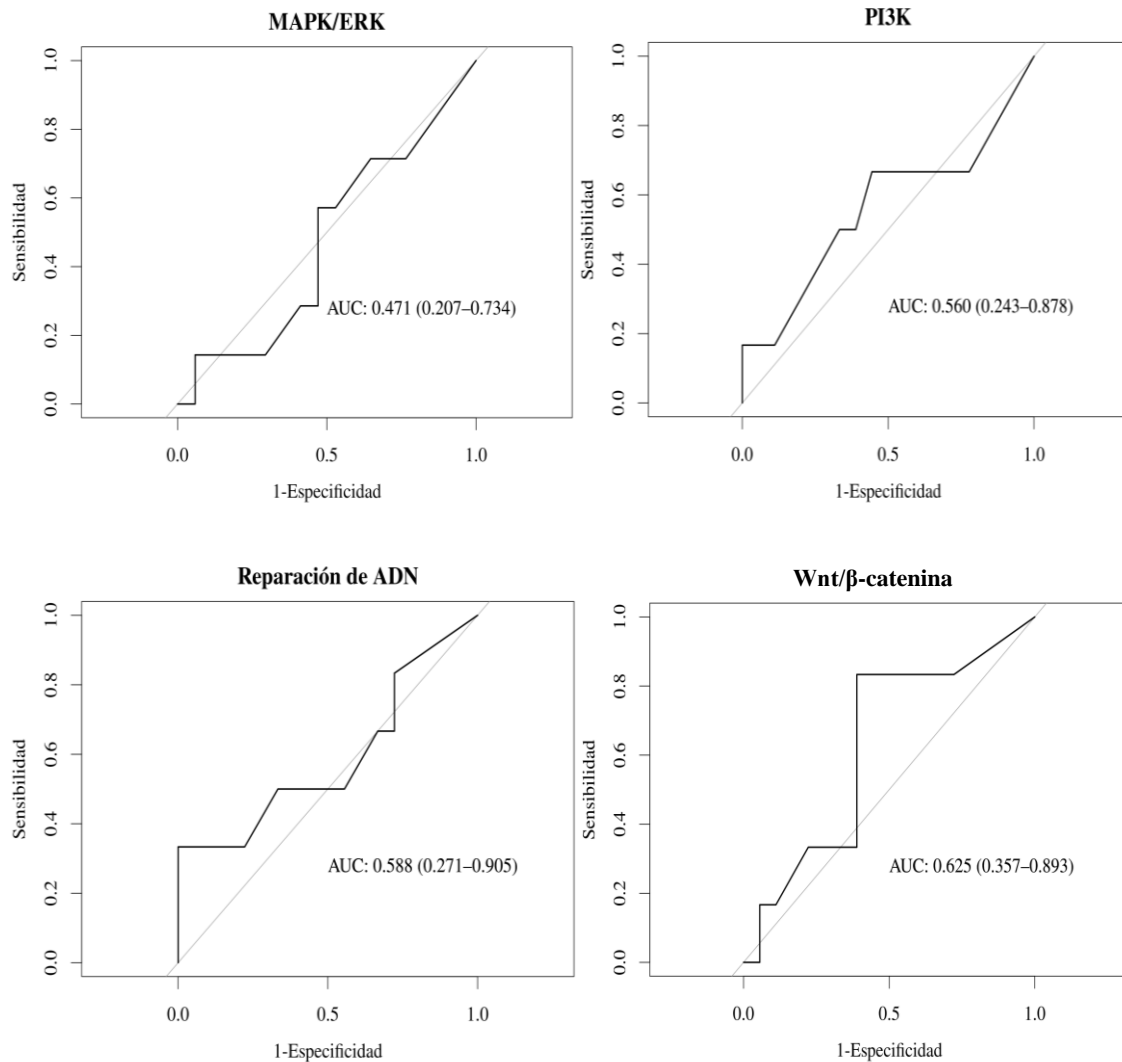 MAPK/ERK
1.0
0.8
0.6
0.4
0.2
0.0
Sensibilidad
AUC: 0.471 (0.207–0.734)
0.0 0.5 1.0
1-Especificidad
PI3K
1.0
0.8
0.6
0.4
0.2
0.0
Sensibilidad
AUC: 0.560 (0.243–0.878)
0.0 0.5 1.0
1-Especificidad
Reparación de ADN
1.0
0.8
0.6
0.4
0.2
0.0
Sensibilidad
AUC: 0.588 (0.271–0.905)
0.0 0.5 1.0
1-Especificidad
Wnt/β-catenina
1.0
0.8
0.6
0.4
0.2
0.0
Sensibilidad
AUC: 0.625 (0.357–0.893)
0.0 0.5 1.0
1-Especificidad